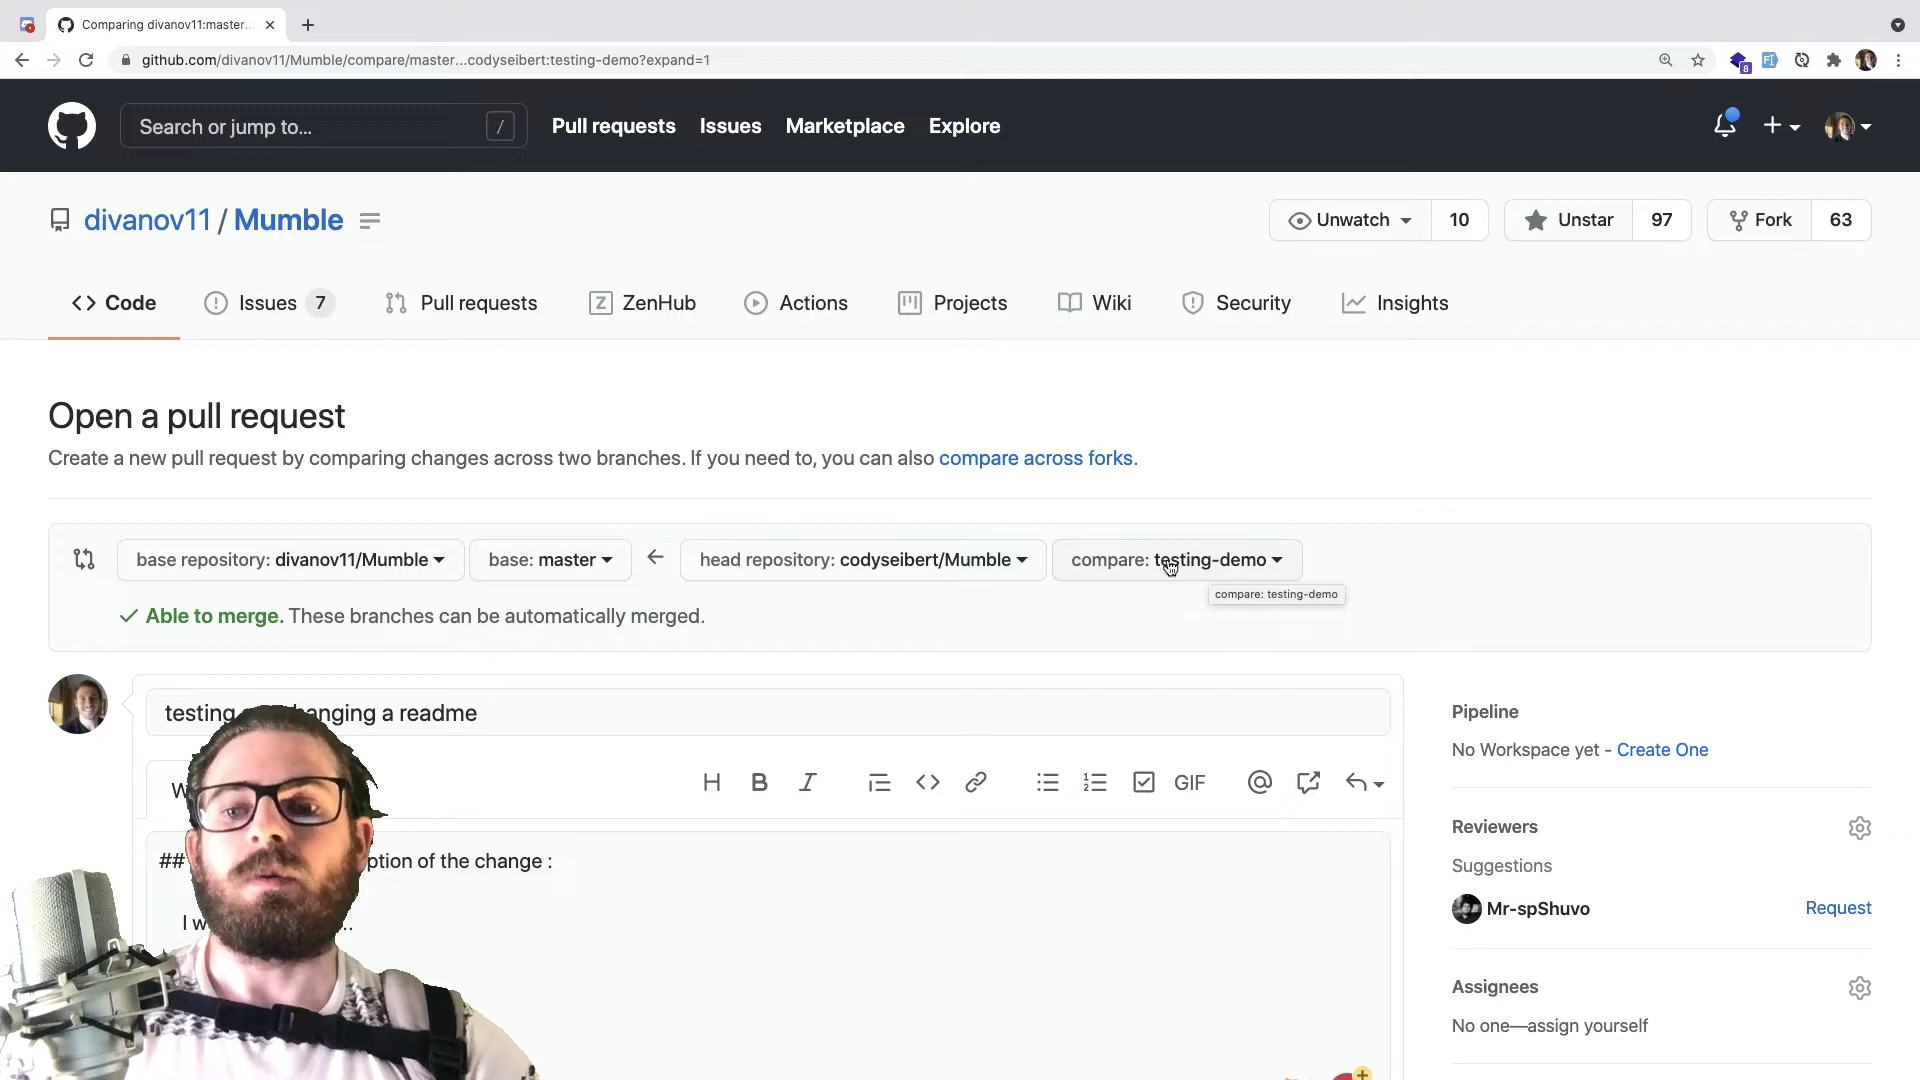 Comparing divanov11:master...
github.com/divanov11/Mumble/compare/master...codyseibert:testing-demo?expand=1
8
Search or jump to... /
Pull requests Issues Marketplace Explore
divanov11 / Mumble
Unwatch 10 Unstar 97 Fork 63
Code Issues 7 Pull requests ZenHub Actions Projects Wiki Security Insights
Open a pull request
Create a new pull request by comparing changes across two branches. If you need to, you can also compare across forks.
base repository: divanov11/Mumble base: master head repository: codyseibert/Mumble compare: testing-demo
compare: testing-demo
Able to merge. These branches can be automatically merged.
testing a readme
H B I GIF @
## of the change :
I
Pipeline
No Workspace yet - Create One
Reviewers
Suggestions
Mr-spShuvo Request
Assignees
No one—assign yourself